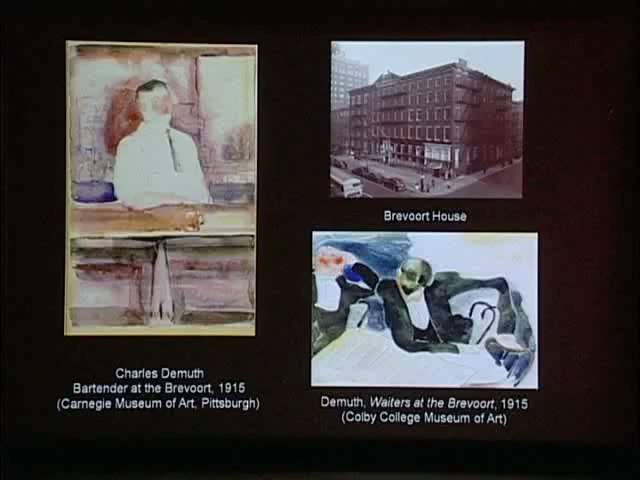 Brevoort House
Charles Demuth
Bartender at the Brevoort, 1915
(Carnegie Museum of Art, Pittsburgh)
Demuth, Waiters at the Brevoort, 1915
(Colby College Museum of Art)